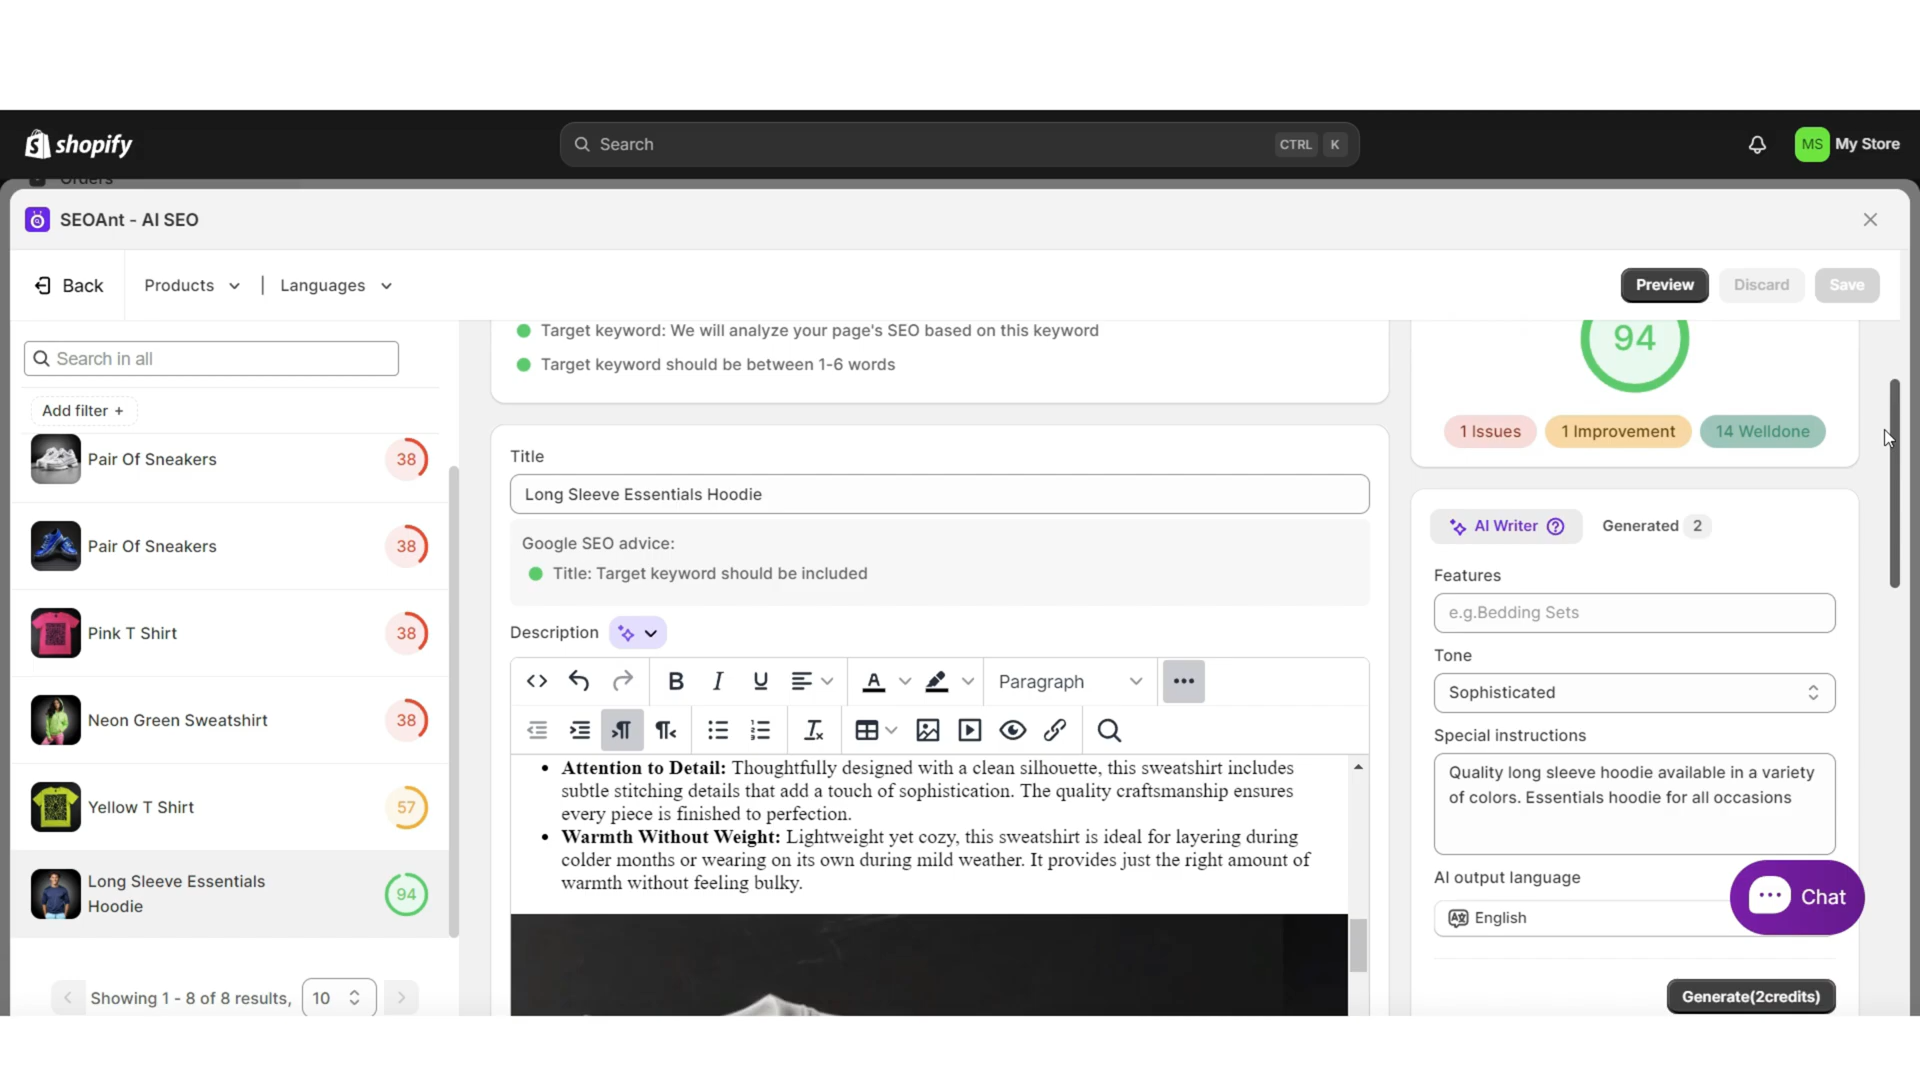 shopify
Search
CTRL K
MS My Store
Orders
SEOAnt - AI SEO
Back
Products
|
Languages
Preview
Discard
Save
Search in all
Add filter +
Pair Of Sneakers
38
Pair Of Sneakers
38
Pink T Shirt
38
Neon Green Sweatshirt
38
Yellow T Shirt
57
Long Sleeve Essentials
Hoodie
94
Showing 1 - 8 of 8 results,
10
Target keyword: We will analyze your page's SEO based on this keyword
Target keyword should be between 1-6 words
Title
Long Sleeve Essentials Hoodie
Google SEO advice:
Title: Target keyword should be included
Description
Paragraph
Attention to Detail: Thoughtfully designed with a clean silhouette, this sweatshirt includes
subtle stitching details that add a touch of sophistication. The quality craftsmanship ensures
every piece is finished to perfection.
Warmth Without Weight: Lightweight yet cozy, this sweatshirt is ideal for layering during
colder months or wearing on its own during mild weather. It provides just the right amount of
warmth without feeling bulky.
94
1 Issues
1 Improvement
14 Welldone
AI Writer
Generated 2
Features
e.g.Bedding Sets
Tone
Sophisticated
Special instructions
Quality long sleeve hoodie available in a variety
of colors. Essentials hoodie for all occasions
AI output language
English
Chat
Generate(2credits)